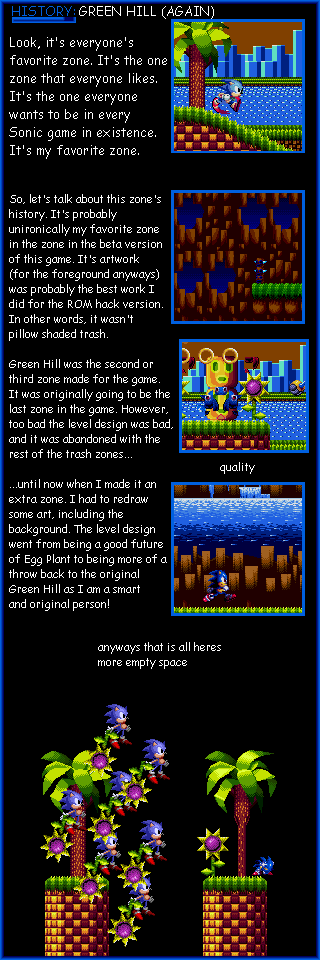 HISTORY: GREEN HILL (AGAIN)
Look, it's everyone's
favorite zone. It's the one
zone that everyone likes.
It's the one everyone
wants to be in every
Sonic game in existence.
It's my favorite zone.
So, let's talk about this zone's
history. It's probably
unironically my favorite zone
in the zone in the beta version
of this game. It's artwork
(for the foreground anyways)
was probably the best work I
did for the ROM hack version.
In other words, it wasn't
pillow shaded trash.
Green Hill was the second or
third zone made for the game.
It was originally going to be the
last zone in the game. However,
too bad the level design was bad,
and it was abandoned with the
rest of the trash zones...
quality
...until now when I made it an
extra zone. I had to redraw
some art, including the
background. The level design
went from being a good future
of Egg Plant to being more of a
throw back to the original
Green Hill as I am a smart
and original person!
anyways that is all heres
more empty space